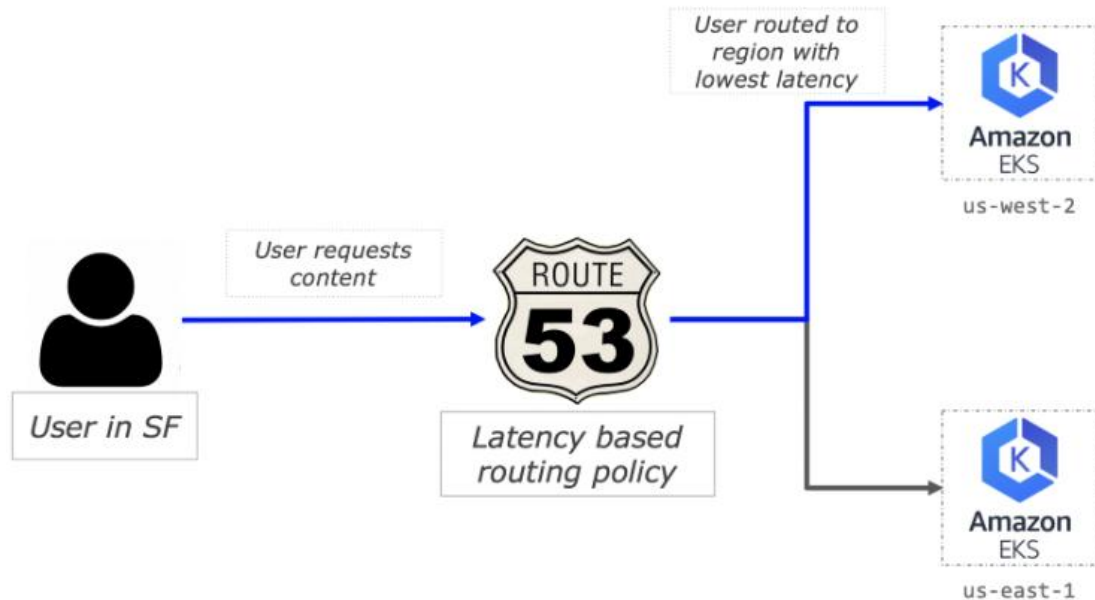 User routed to
region with
lowest latency
K
Amazon
EKS
us-west-2
User requests
content
ROUTE
53
User in SF
Latency based
routing policy
K
Amazon
EKS
us-east-1